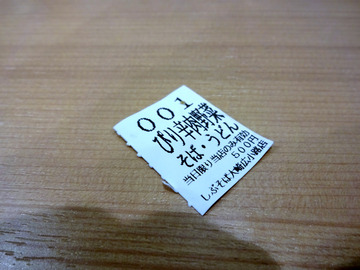 001
ぴり辛肉野菜
そば・うどん
当日限り当店のみ有効
500円
しぶそば大崎広小路店